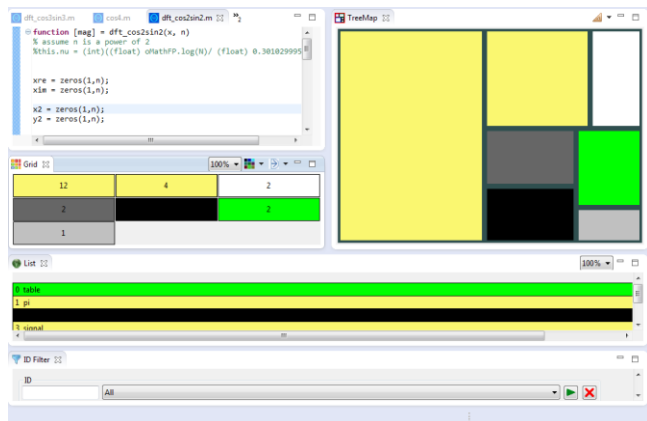 dft_cos2sin3.m cos4.m dft_cos2sin2.m »2
function [mag] = dft_cos2sin2(x, n)
% assume n is a power of 2
%this.nu = (int)((float) oMathFP.log(N)/ (float) 0.301029995
xre = zeros(1,n);
xim = zeros(1,n);
x2 = zeros(1,n);
y2 = zeros(1,n);
TreeMap
Grid 100%
12 4 2
2 2
1
List 100%
0 table
1 pi
3 signal
ID Filter
ID
All